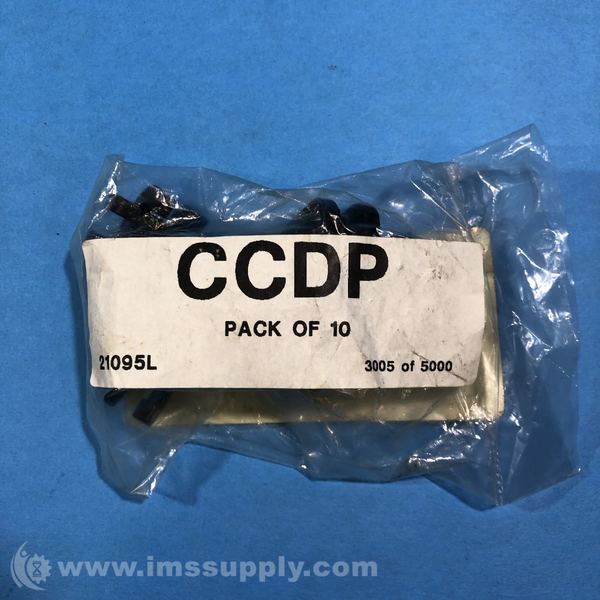 CCDP
PACK OF 10
21095L
3005 of 5000
www.imssupply.com